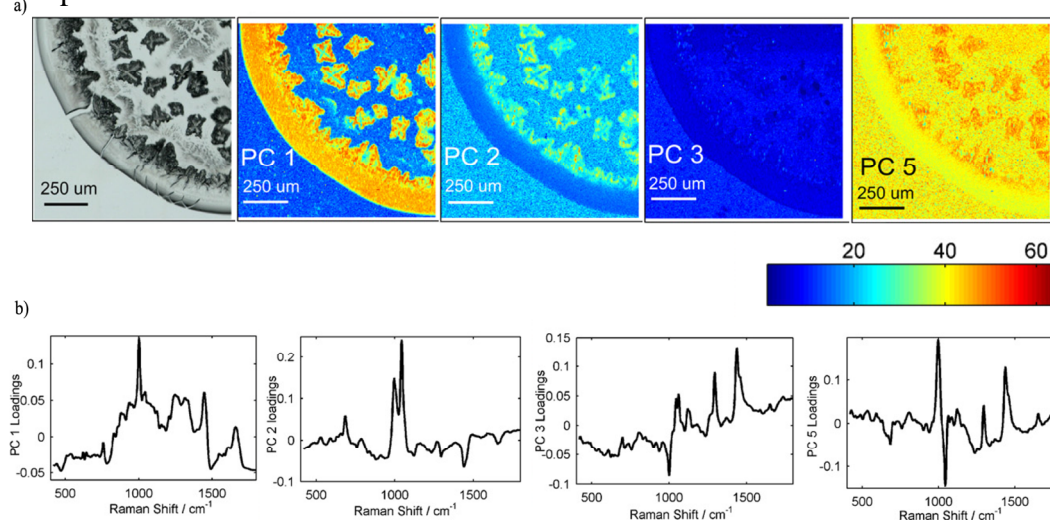 a)
250 um
PC 1
250 um
PC 2
250 um
PC 3
250 um
PC 5
250 um
20 40 60
b)
0.1
0.05
0
-0.05
PC 1 Loadings
500 1000 1500
Raman Shift / cm-1
0.2
0.1
0
-0.1
PC 2 loadings
500 1000 1500
Raman Shift / cm-1
0.15
0.1
0.05
0
-0.05
-0.1
PC 3 Loadings
500 1000 1500
Raman Shift / cm-1
0.1
0
-0.1
PC 5 Loadings
500 1000 1500
Raman Shift / cm-1